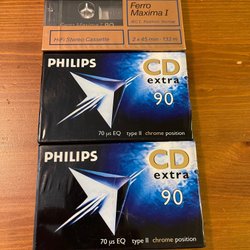 Ferro
Maxima I
Hi-Fi Stereo Cassette
2 x 45 min 133 m
PHILIPS
CD
extra
90
70 µs EQ type II chrome position
PHILIPS
CD
extra
90
70 µs EQ type II chrome position